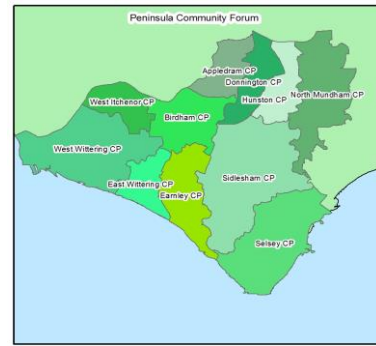 Peninsula Community Forum
Appledram CP
Donnington CP
Hunston CP
North Mundham CP
West Itchenor CP
Birdham CP
West Wittering CP
East Wittering CP
Earnley CP
Sidlesham CP
Selsey CP